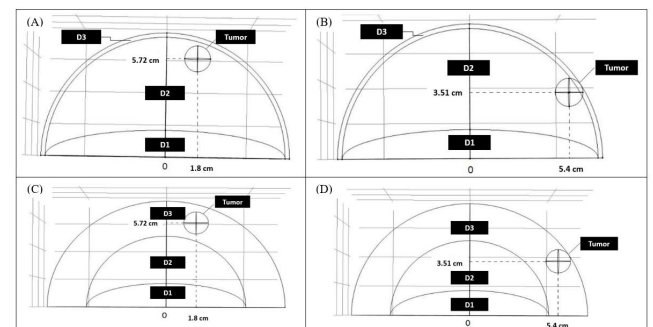 (A)
D3
Tumor
5.72 cm
D2
D1
0
1.8 cm
(B)
D3
D2
Tumor
3.51 cm
D1
0
5.4 cm
(C)
D3
Tumor
5.72 cm
D2
D1
0
1.8 cm
(D)
D3
Tumor
3.51 cm
D2
D1
0
5.4 cm